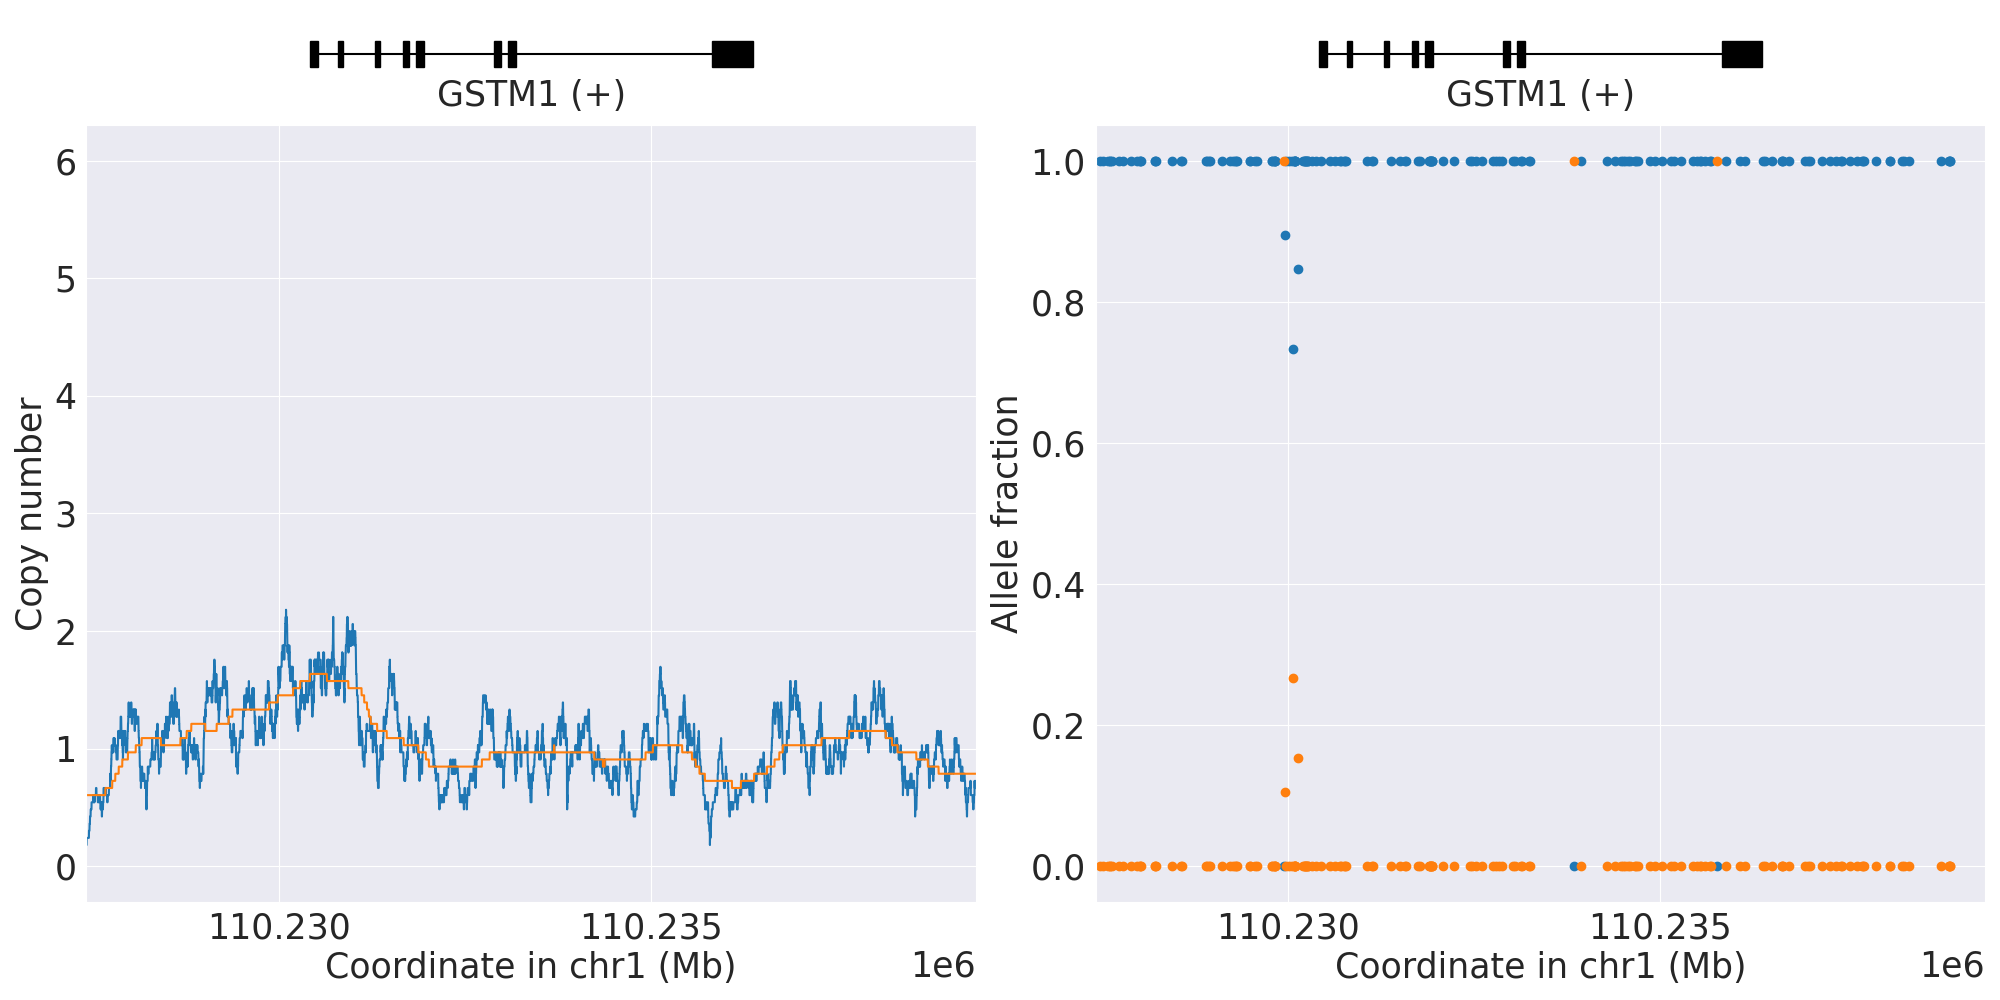 GSTM1 (+)
Copy number
6
5
4
3
2
1
0
110.230
110.235
Coordinate in chr1 (Mb)
1e6
GSTM1 (+)
Allele fraction
1.0
0.8
0.6
0.4
0.2
0.0
110.230
110.235
Coordinate in chr1 (Mb)
1e6